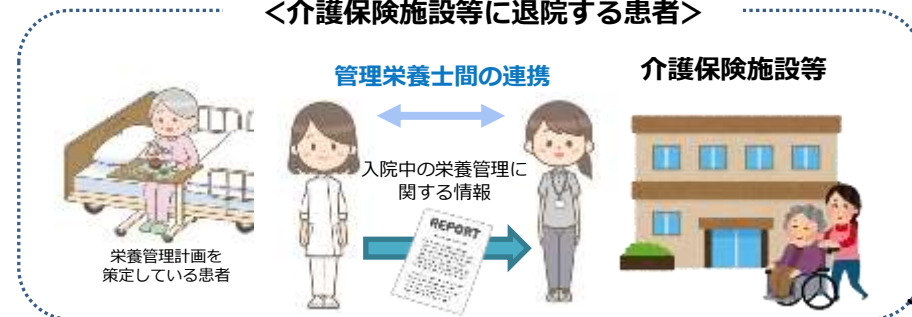 <介護保険施設等に退院する患者>
管理栄養士間の連携
介護保険施設等
入院中の栄養管理に
関する情報
REPORT
栄養管理計画を
策定している患者